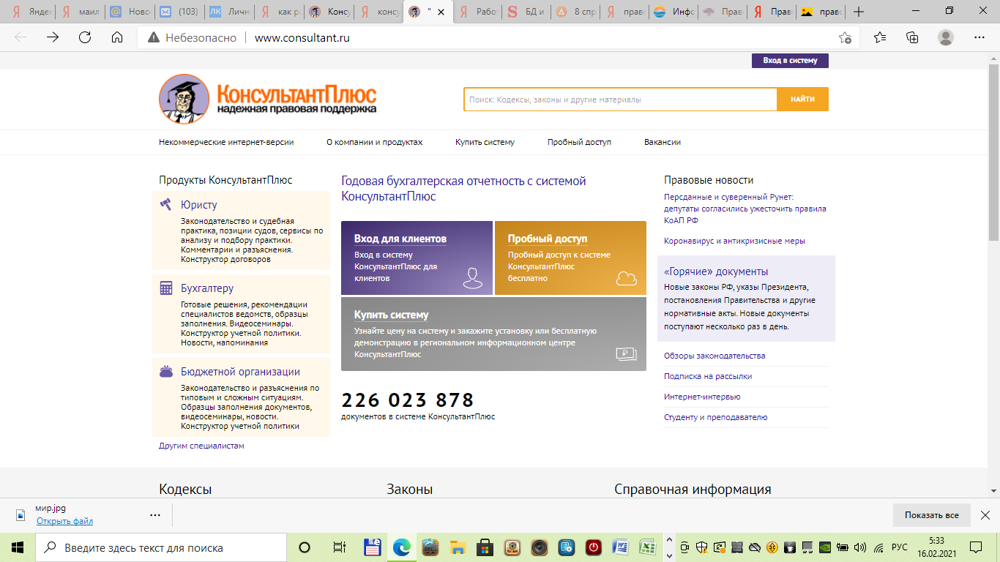 Яндек
маил
Ново
(103)
Личн
как р
Консу
консу
"
Работ
БД и
8 спр
право
Инфо
Прав
Прав
право
Небезопасно
www.consultant.ru
Вход в систему
КонсультантПлюс
надежная правовая поддержка
Поиск: Кодексы, законы и другие материалы
НАЙТИ
Некоммерческие интернет-версии
О компании и продуктах
Купить систему
Пробный доступ
Вакансии
Продукты КонсультантПлюс
Юристу
Законодательство и судебная
практика, позиции судов, сервисы по
анализу и подбору практики.
Комментарии и разъяснения.
Конструктор договоров
Бухгалтеру
Готовые решения, рекомендации
специалистов ведомств, образцы
заполнения. Видеосеминары.
Конструктор учетной политики.
Новости, напоминания
Бюджетной организации
Законодательство и разъяснения по
типовым и сложным ситуациям.
Образцы заполнения документов,
видеосеминары, новости.
Конструктор учетной политики
Другим специалистам
Годовая бухгалтерская отчетность с системой
КонсультантПлюс
Вход для клиентов
Вход в систему
КонсультантПлюс для
клиентов
Пробный доступ
Пробный доступ к системе
КонсультантПлюс
бесплатно
Купить систему
Узнайте цену на систему и закажите установку или бесплатную
демонстрацию в региональном информационном центре
КонсультантПлюс
226 023 878
документов в системе КонсультантПлюс
Правовые новости
Персданные и суверенный Рунет:
депутаты согласились ужесточить правила
КоАП РФ
Коронавирус и антикризисные меры
«Горячие» документы
Новые законы РФ, указы Президента,
постановления Правительства и другие
нормативные акты. Новые документы
поступают несколько раз в день.
Обзоры законодательства
Подписка на рассылки
Интернет-интервью
Студенту и преподавателю
Кодексы
Законы
Справочная информация
мир.jpg
Открыть файл
Показать все
Введите здесь текст для поиска
РУС
5:33
16.02.2021